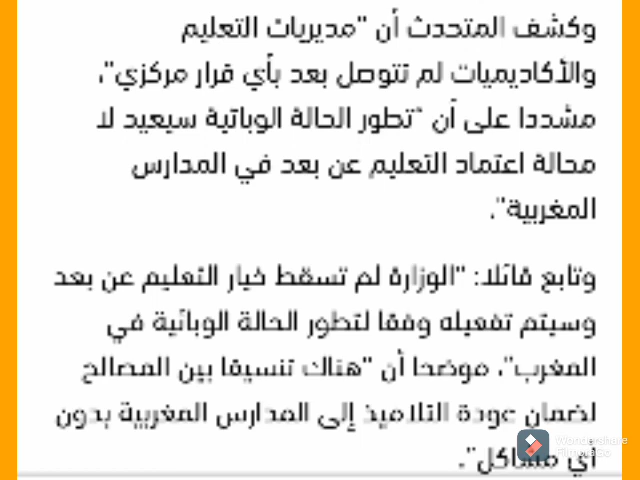 وكشف المتحدث أن "مديريات التعليم
والأكاديميات لم تتوصل بعد بأي قرار مركزي"،
مشددا على أن "تطور الحالة الوبائية سيعيد لا
محالة اعتماد التعليم عن بعد في المدارس
المغربية".
وتابع قائلا: "الوزارة لم تسقط خيار التعليم عن بعد
وسيتم تفعيله وفقا لتطور الحالة الوبائية في
المغرب"، موضحا أن "هناك تنسيقا بين المصالح
لضمان عودة التلاميذ إلى المدارس المغربية بدون
أي مشاكل".
Wondershare
Filmora Go